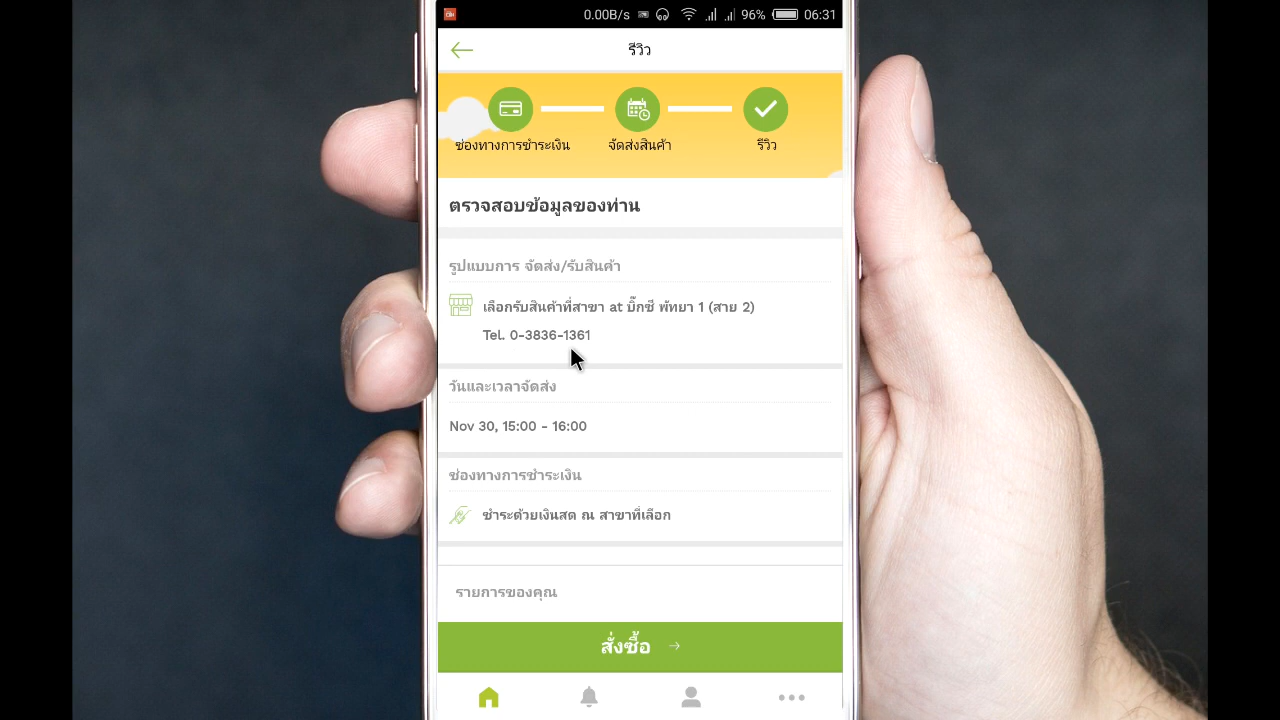 0.00B/s 96% 06:31
รีวิว
ช่องทางการชำระเงิน จัดส่งสินค้า รีวิว
ตรวจสอบข้อมูลของท่าน
รูปแบบการ จัดส่ง/รับสินค้า
เลือกรับสินค้าที่สาขา at บิ๊กซี พัทยา 1 (สาย 2)
Tel. 0-3836-1361
วันและเวลาจัดส่ง
Nov 30, 15:00 - 16:00
ช่องทางการชำระเงิน
ชำระด้วยเงินสด ณ สาขาที่เลือก
รายการของคุณ
สั่งซื้อ →